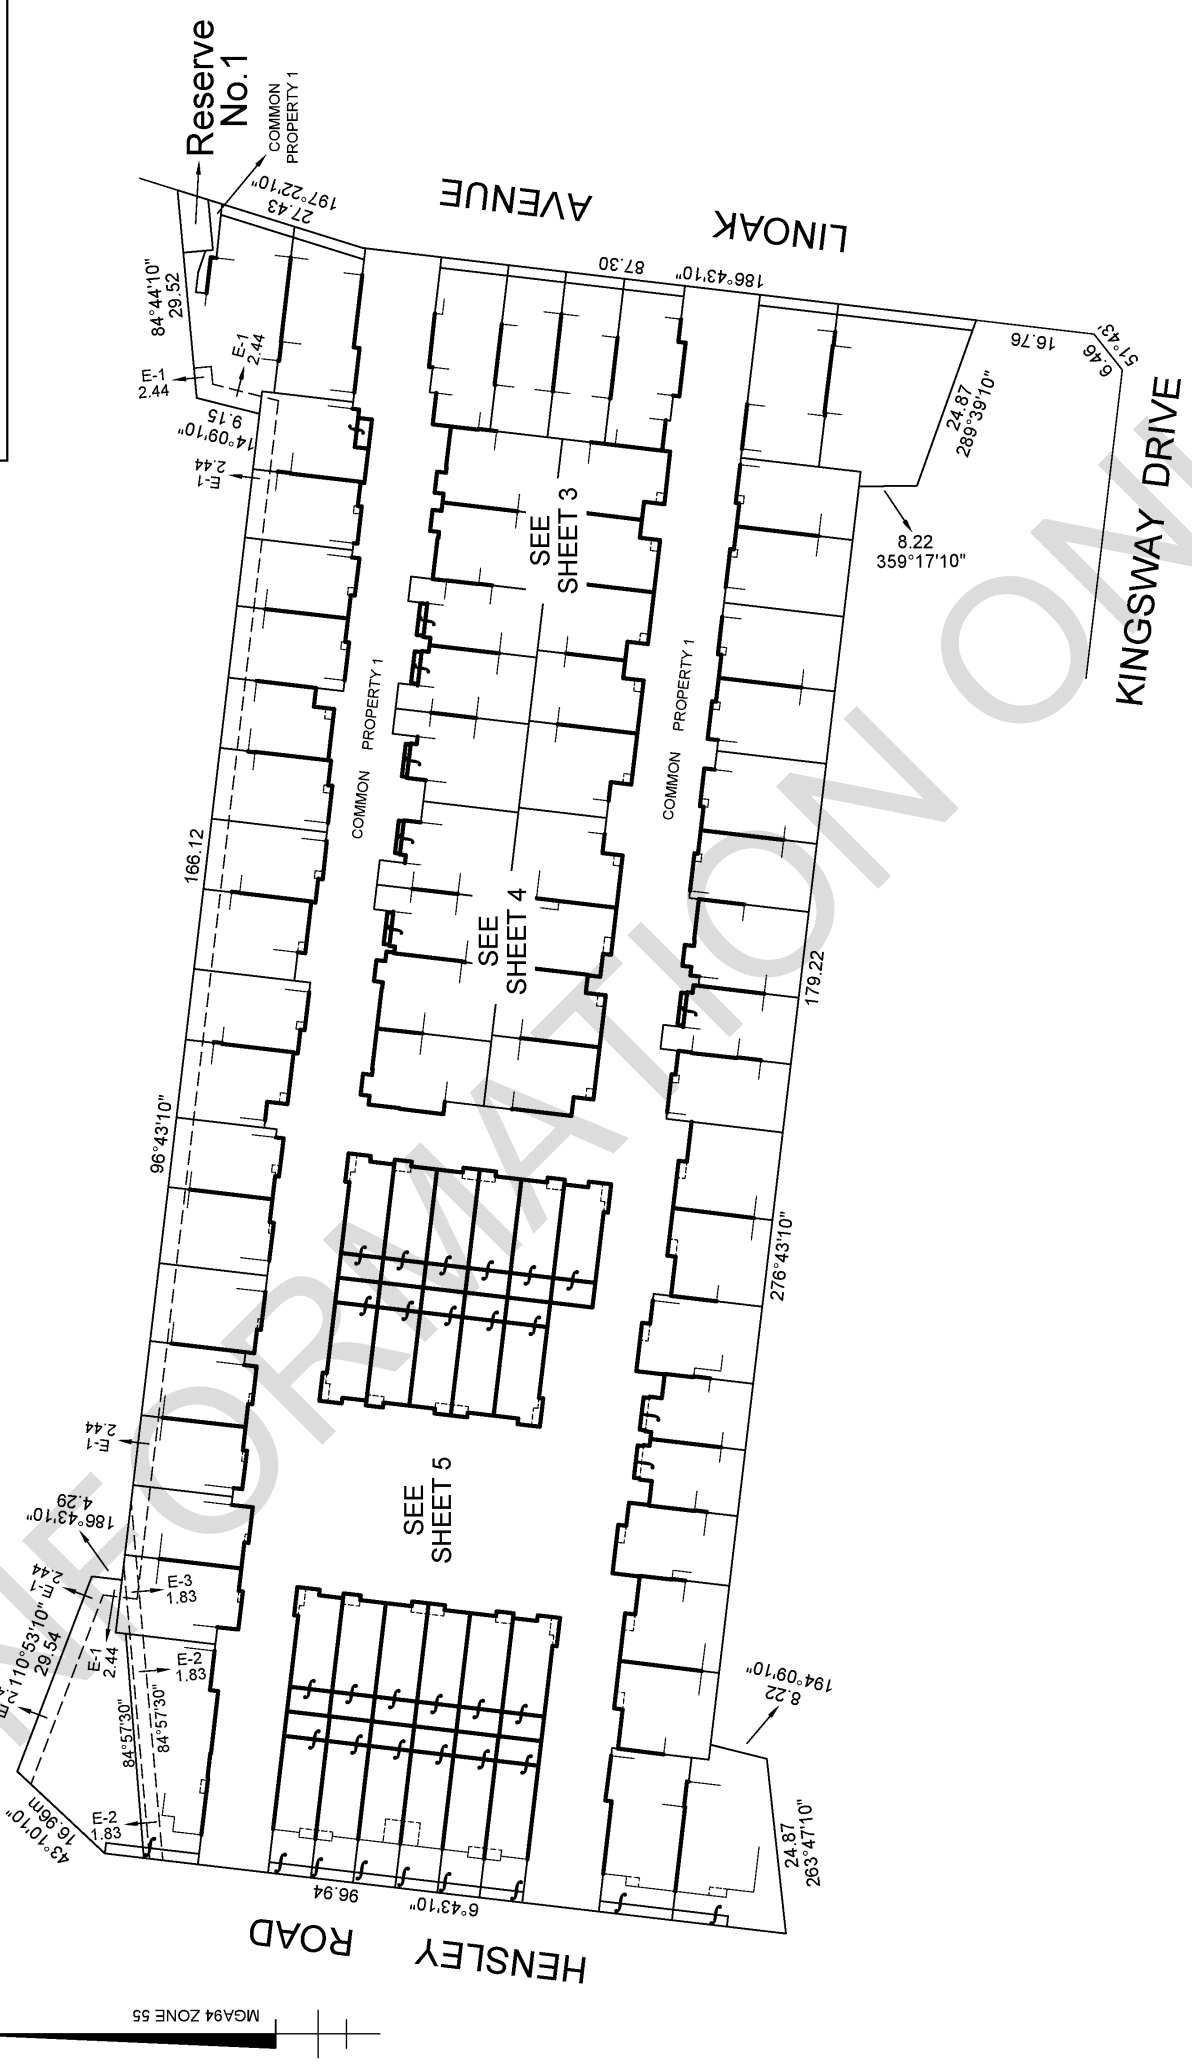 Reserve
No.1
COMMON
PROPERTY 1
197°22'10"
27.43
AVENUE
LINOAK
84°44'10"
29.52
E-1
2.44
E-1
2.44
9.15
14°09'10"
E-1
2.44
87.30
186°43'10"
16.76
6.46
51°43'
24.87
289°39'10"
8.22
359°17'10"
KINGSWAY DRIVE
SEE
SHEET 3
COMMON PROPERTY 1
COMMON PROPERTY 1
166.12
96°43'10"
SEE
SHEET 4
179.22
276°43'10"
E-1
2.44
SEE
SHEET 5
186°43'10"
4.29
E-1
2.44
110°53'10"
29.54
E-1
2.44
E-3
1.83
E-2
1.83
84°57'30"
84°57'30"
E-2
1.83
43°10'10"
16.96m
194°09'10"
8.22
24.87
263°47'10"
96.94
6°43'10"
HENSLEY ROAD
MGA94 ZONE 55
NFORMATION ON